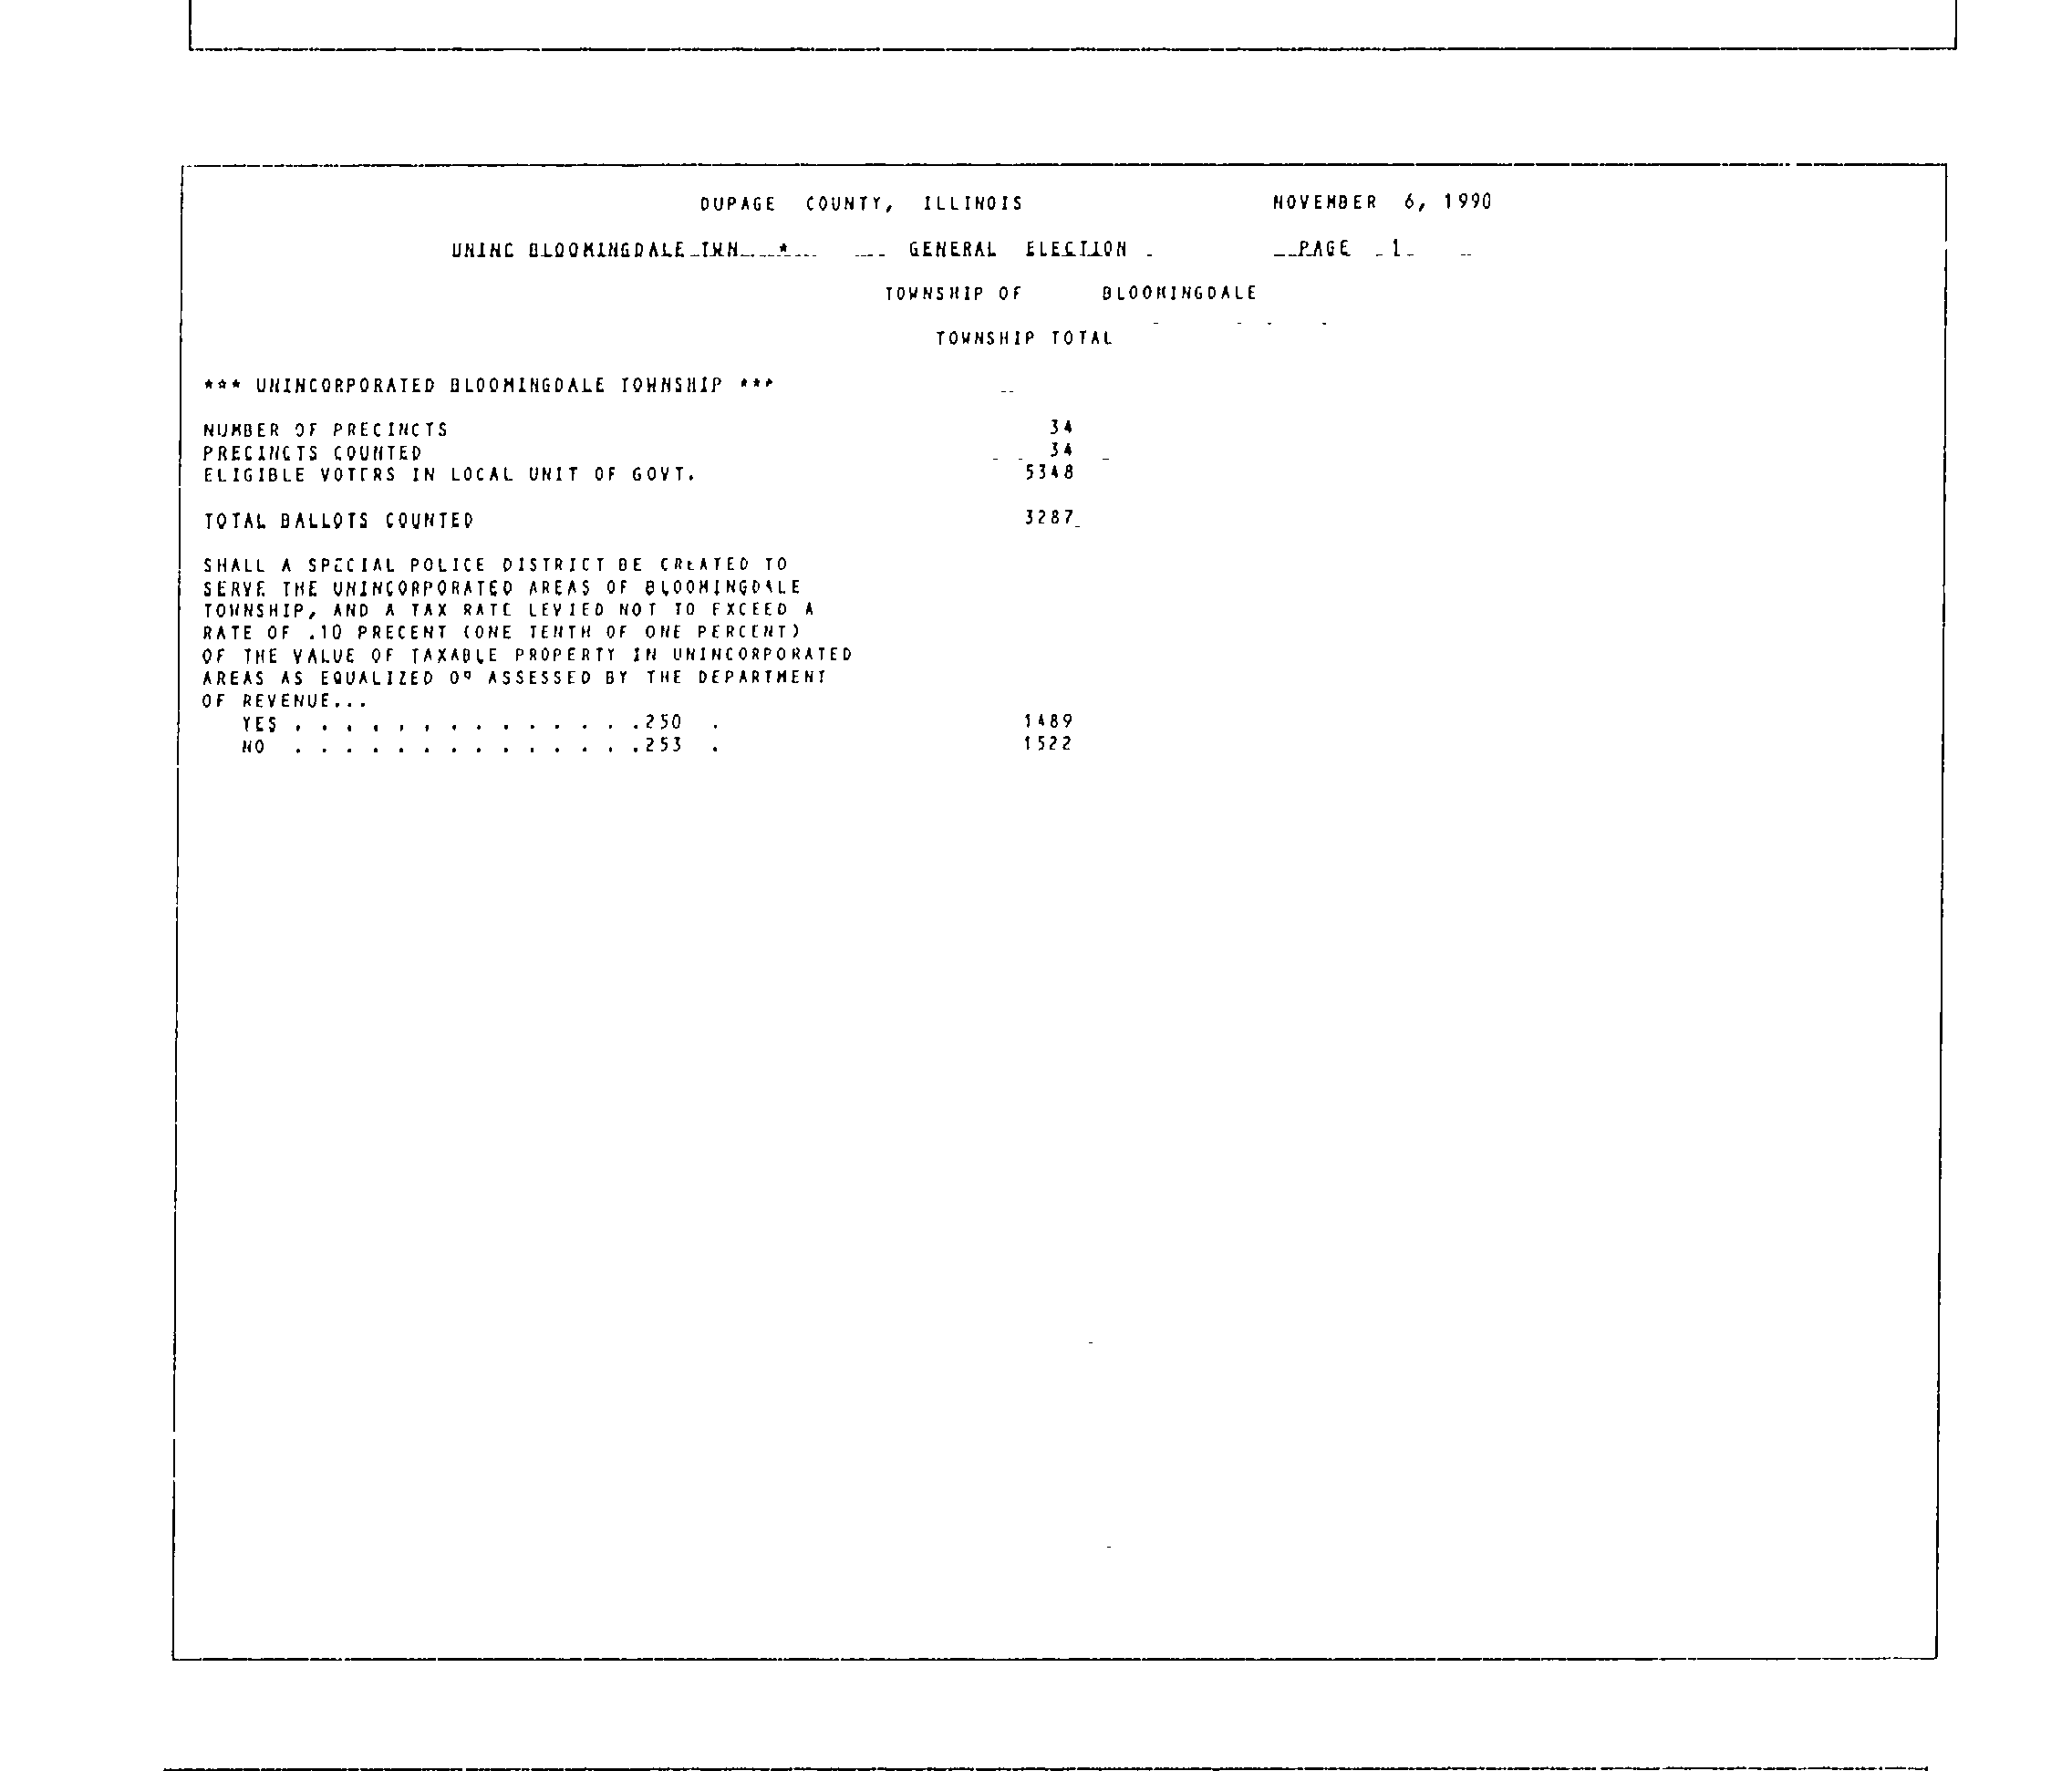 DUPAGE COUNTY, ILLINOIS NOVEMBER 6, 1990
UNINC BLOOMINGDALE TWN * GENERAL ELECTION PAGE 1
TOWNSHIP OF BLOOMINGDALE
TOWNSHIP TOTAL
*** UNINCORPORATED BLOOMINGDALE TOWNSHIP ***
NUMBER OF PRECINCTS 34
PRECINCTS COUNTED 34
ELIGIBLE VOTERS IN LOCAL UNIT OF GOVT. 5348
TOTAL BALLOTS COUNTED 3287
SHALL A SPECIAL POLICE DISTRICT BE CREATED TO
SERVE THE UNINCORPORATED AREAS OF BLOOMINGDALE
TOWNSHIP, AND A TAX RATE LEVIED NOT TO EXCEED A
RATE OF .10 PRECENT (ONE TENTH OF ONE PERCENT)
OF THE VALUE OF TAXABLE PROPERTY IN UNINCORPORATED
AREAS AS EQUALIZED OR ASSESSED BY THE DEPARTMENT
OF REVENUE...
YES . . . . . . . . . . . . . .250 . 1489
NO . . . . . . . . . . . . . .253 . 1522